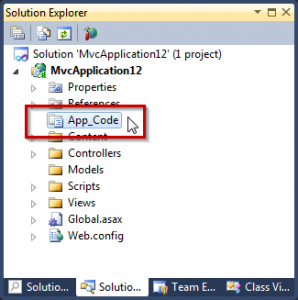 Solution Explorer
Solution 'MvcApplication12' (1 project)
MvcApplication12
Properties
References
App_Code
Content
Controllers
Models
Scripts
Views
Global.asax
Web.config
Solutio... Solutio... Team E... Class Vi...